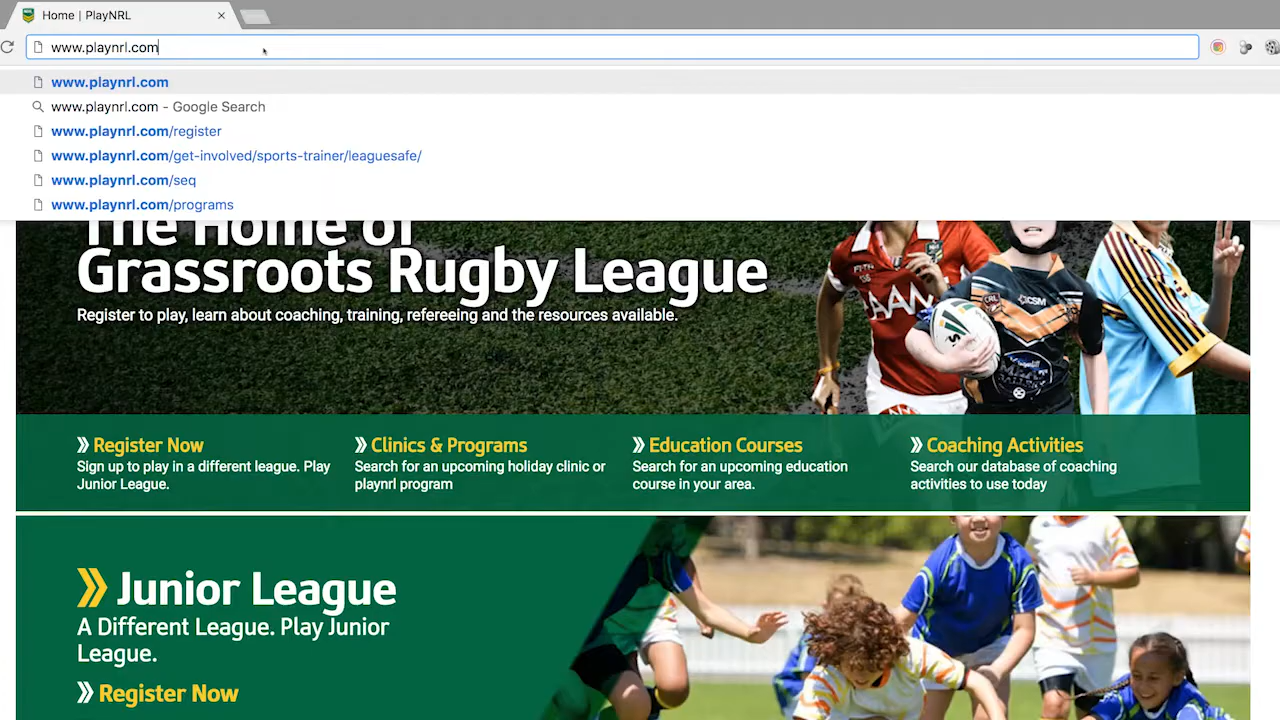 Home | PlayNRL
www.playnrl.com
www.playnrl.com
www.playnrl.com - Google Search
www.playnrl.com/register
www.playnrl.com/get-involved/sports-trainer/leaguesafe/
www.playnrl.com/seq
www.playnrl.com/programs
The Home of
Grassroots Rugby League
Register to play, learn about coaching, training, refereeing and the resources available.
Register Now
Sign up to play in a different league. Play
Junior League.
Clinics & Programs
Search for an upcoming holiday clinic or
playnrl program
Education Courses
Search for an upcoming education
course in your area.
Coaching Activities
Search our database of coaching
activities to use today
Junior League
A Different League. Play Junior
League.
Register Now
CRL
CSM